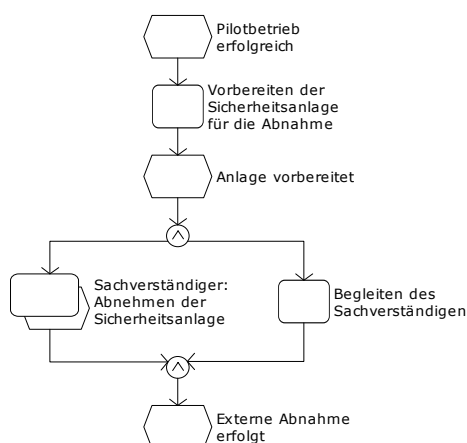 Pilotbetrieb
erfolgreich
Vorbereiten der
Sicherheitsanlage
für die Abnahme
Anlage vorbereitet
Sachverständiger:
Abnehmen der
Sicherheitsanlage
Begleiten des
Sachverständigen
Externe Abnahme
erfolgt